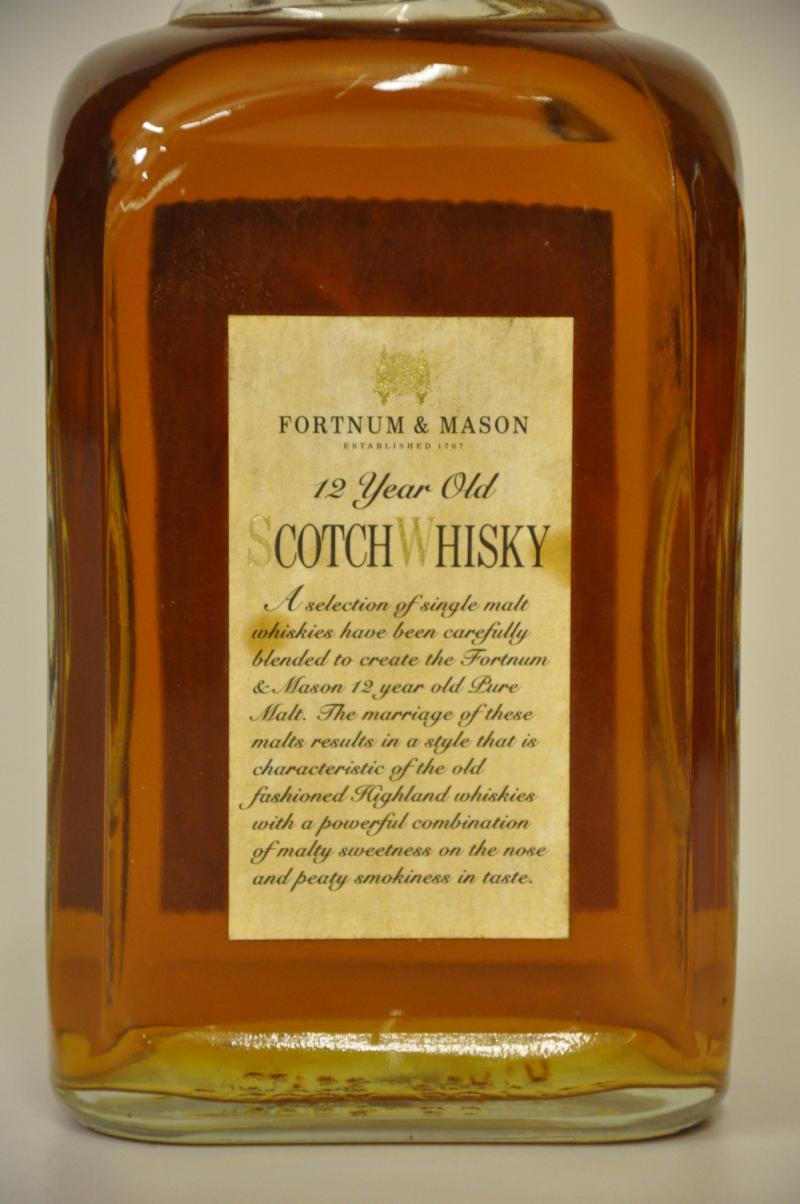 FORTNUM & MASON
ESTABLISHED 1707
12 Year Old
SCOTCH WHISKY
A selection of single malt
whiskies have been carefully
blended to create the Fortnum
& Mason 12 year old Pure
Malt. The marriage of these
malts results in a style that is
characteristic of the old
fashioned Highland whiskies
with a powerful combination
of malty sweetness on the nose
and peaty smokiness in taste.